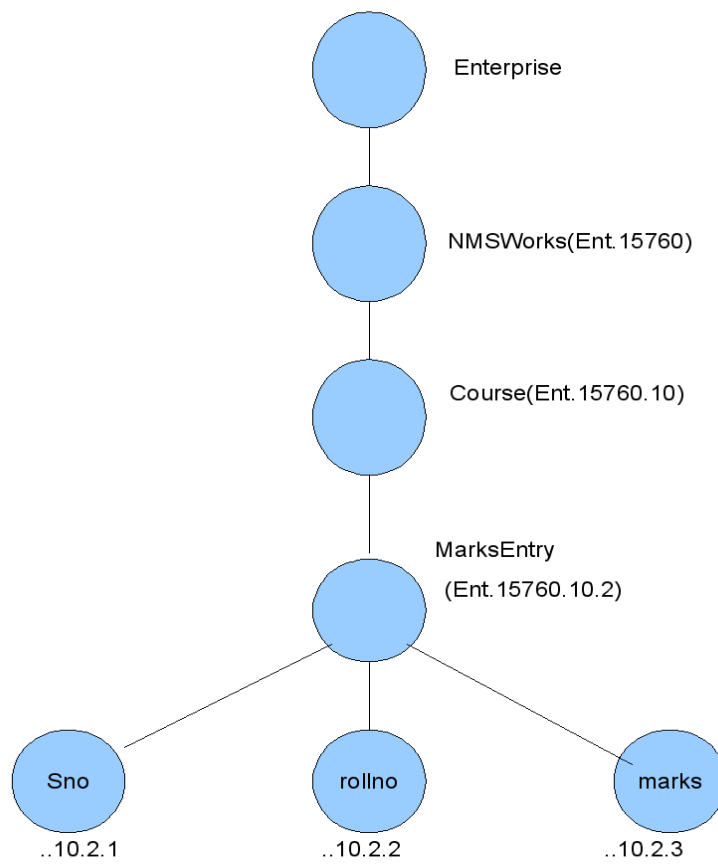 Enterprise
NMSWorks(Ent.15760)
Course(Ent.15760.10)
MarksEntry
(Ent.15760.10.2)
Sno rollno marks
..10.2.1 ..10.2.2 ..10.2.3